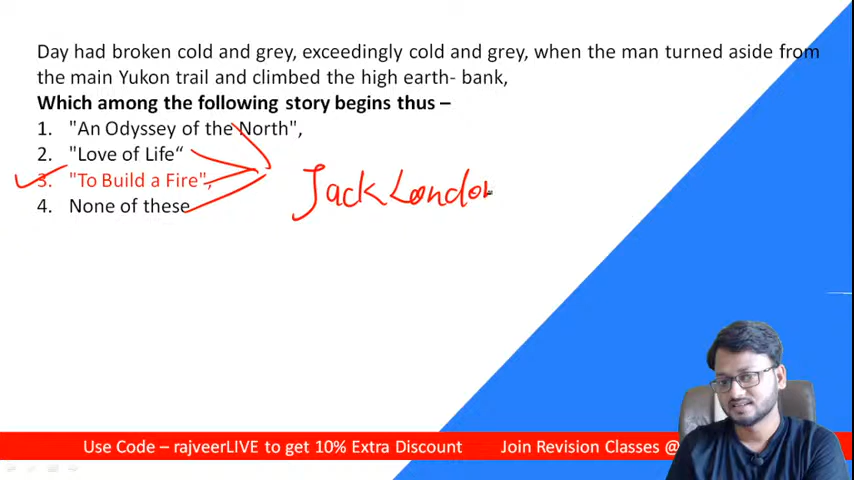 Day had broken cold and grey, exceedingly cold and grey, when the man turned aside from
the main Yukon trail and climbed the high earth- bank,
Which among the following story begins thus –
1. "An Odyssey of the North",
2. "Love of Life“
3. "To Build a Fire",
4. None of these
Jack London
Use Code – rajveerLIVE to get 10% Extra Discount Join Revision Classes @